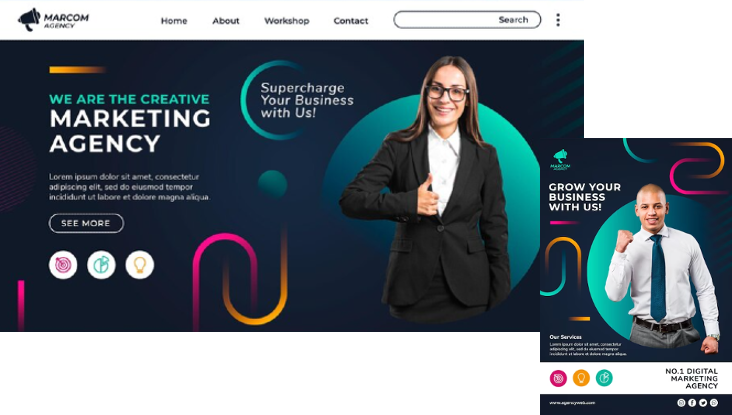 MARCOM
AGENCY
Home
About
Workshop
Contact
Search
Supercharge
Your Business
with Us!
WE ARE THE CREATIVE
MARKETING
AGENCY
Lorem ipsum dolor sit amet, consectetur
adipiscing elit, sed do eiusmod tempor
incididunt ut labore et dolore magna aliqua.
SEE MORE
MARCOM
AGENCY
GROW YOUR
BUSINESS
WITH US!
Our Services
Lorem ipsum dolor sit amet, consectetur
adipiscing elit, sed do eiusmod tempor
incididunt ut labore et dolore magna aliqua.
NO.1 DIGITAL
MARKETING
AGENCY
www.agencyweb.com